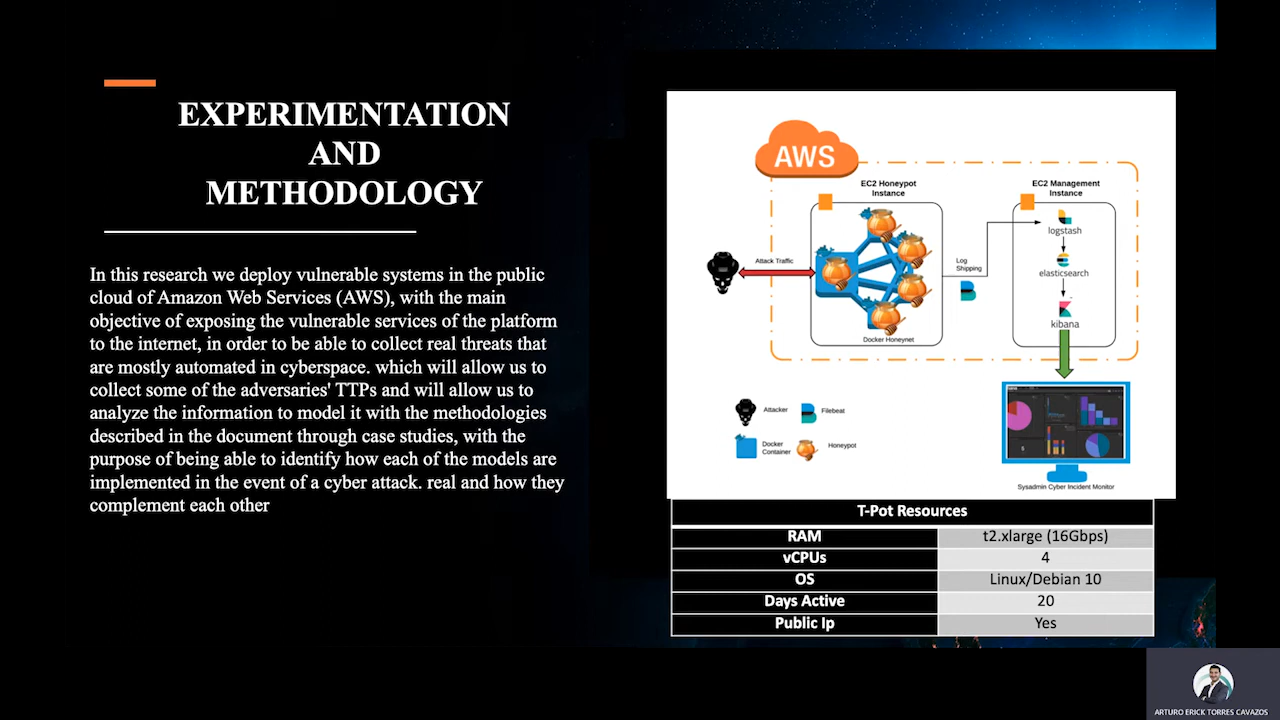 EXPERIMENTATION
AND
METHODOLOGY
In this research we deploy vulnerable systems in the public
cloud of Amazon Web Services (AWS), with the main
objective of exposing the vulnerable services of the platform
to the internet, in order to be able to collect real threats that
are mostly automated in cyberspace. which will allow us to
collect some of the adversaries' TTPs and will allow us to
analyze the information to model it with the methodologies
described in the document through case studies, with the
purpose of being able to identify how each of the models are
implemented in the event of a cyber attack. real and how they
complement each other
AWS
EC2 Honeypot
Instance
EC2 Management
Instance
logstash
Attack Traffic
Log
Shipping
elasticsearch
kibana
Docker Honeynet
Attacker
Filebeat
Docker
Container
Honeypot
Sysadmin Cyber Incident Monitor
T-Pot Resources
RAM t2.xlarge (16Gbps)
vCPUs 4
OS Linux/Debian 10
Days Active 20
Public Ip Yes
ARTURO ERICK TORRES CAVAZOS